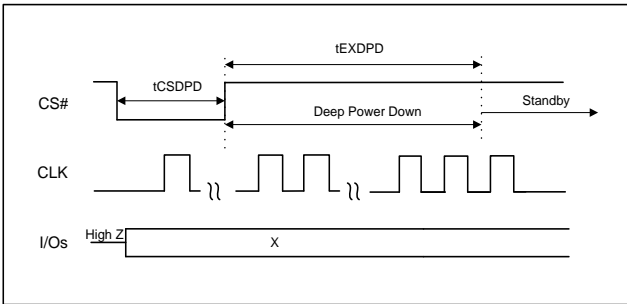 tEXDPD
tCSDPD
CS#
Deep Power Down
Standby
CLK
I/Os
High Z
X